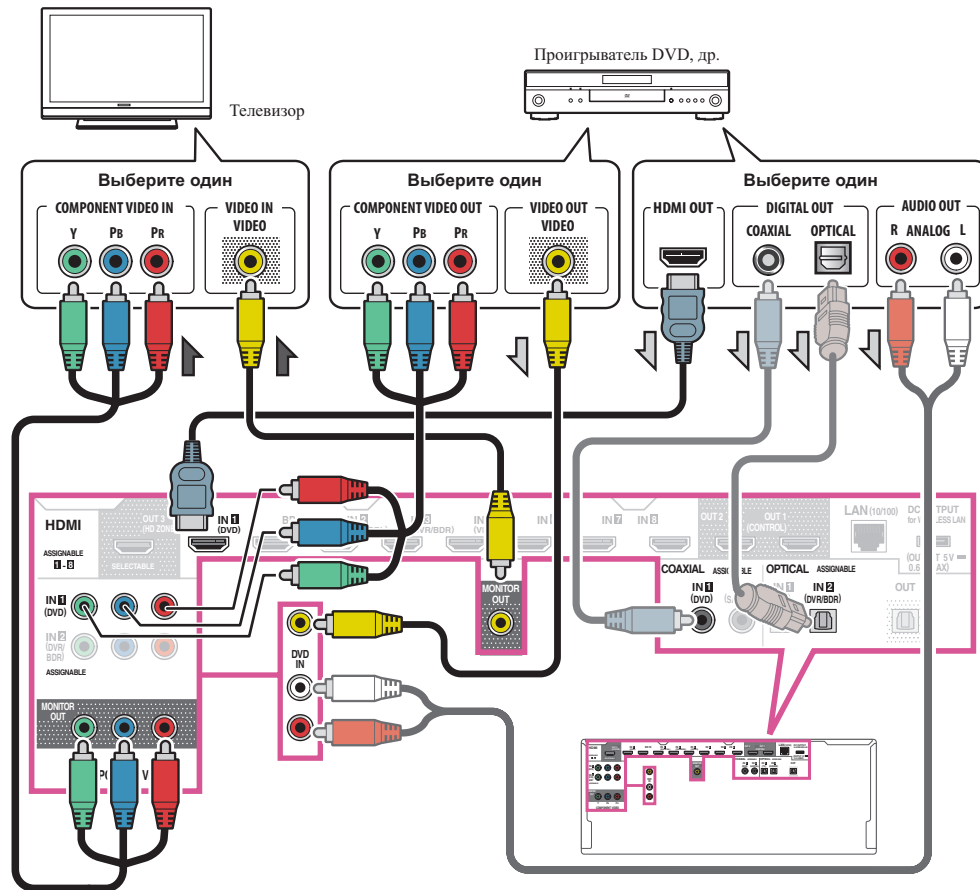 Проигрыватель DVD, др.
Телевизор
Выберите один
Выберите один
Выберите один
COMPONENT VIDEO IN
VIDEO IN
COMPONENT VIDEO OUT
VIDEO OUT
HDMI OUT
DIGITAL OUT
AUDIO OUT
Y PB PR
VIDEO
Y PB PR
VIDEO
COAXIAL OPTICAL
R ANALOG L
HDMI
OUT 3
(HD ZONE)
IN 1
(DVD)
IN 7
IN 8
OUT 2
OUT 1
(CONTROL)
LAN (10/100)
ASSIGNABLE
1-8
SELECTABLE
COAXIAL ASSIGNABLE
OPTICAL ASSIGNABLE
IN 1
(DVD)
IN 1
IN 2
(DVR/BDR)
OUT
IN 1
(DVD)
IN 2
(DVR/
BDR)
ASSIGNABLE
MONITOR
OUT
DVD
IN
MONITOR
OUT